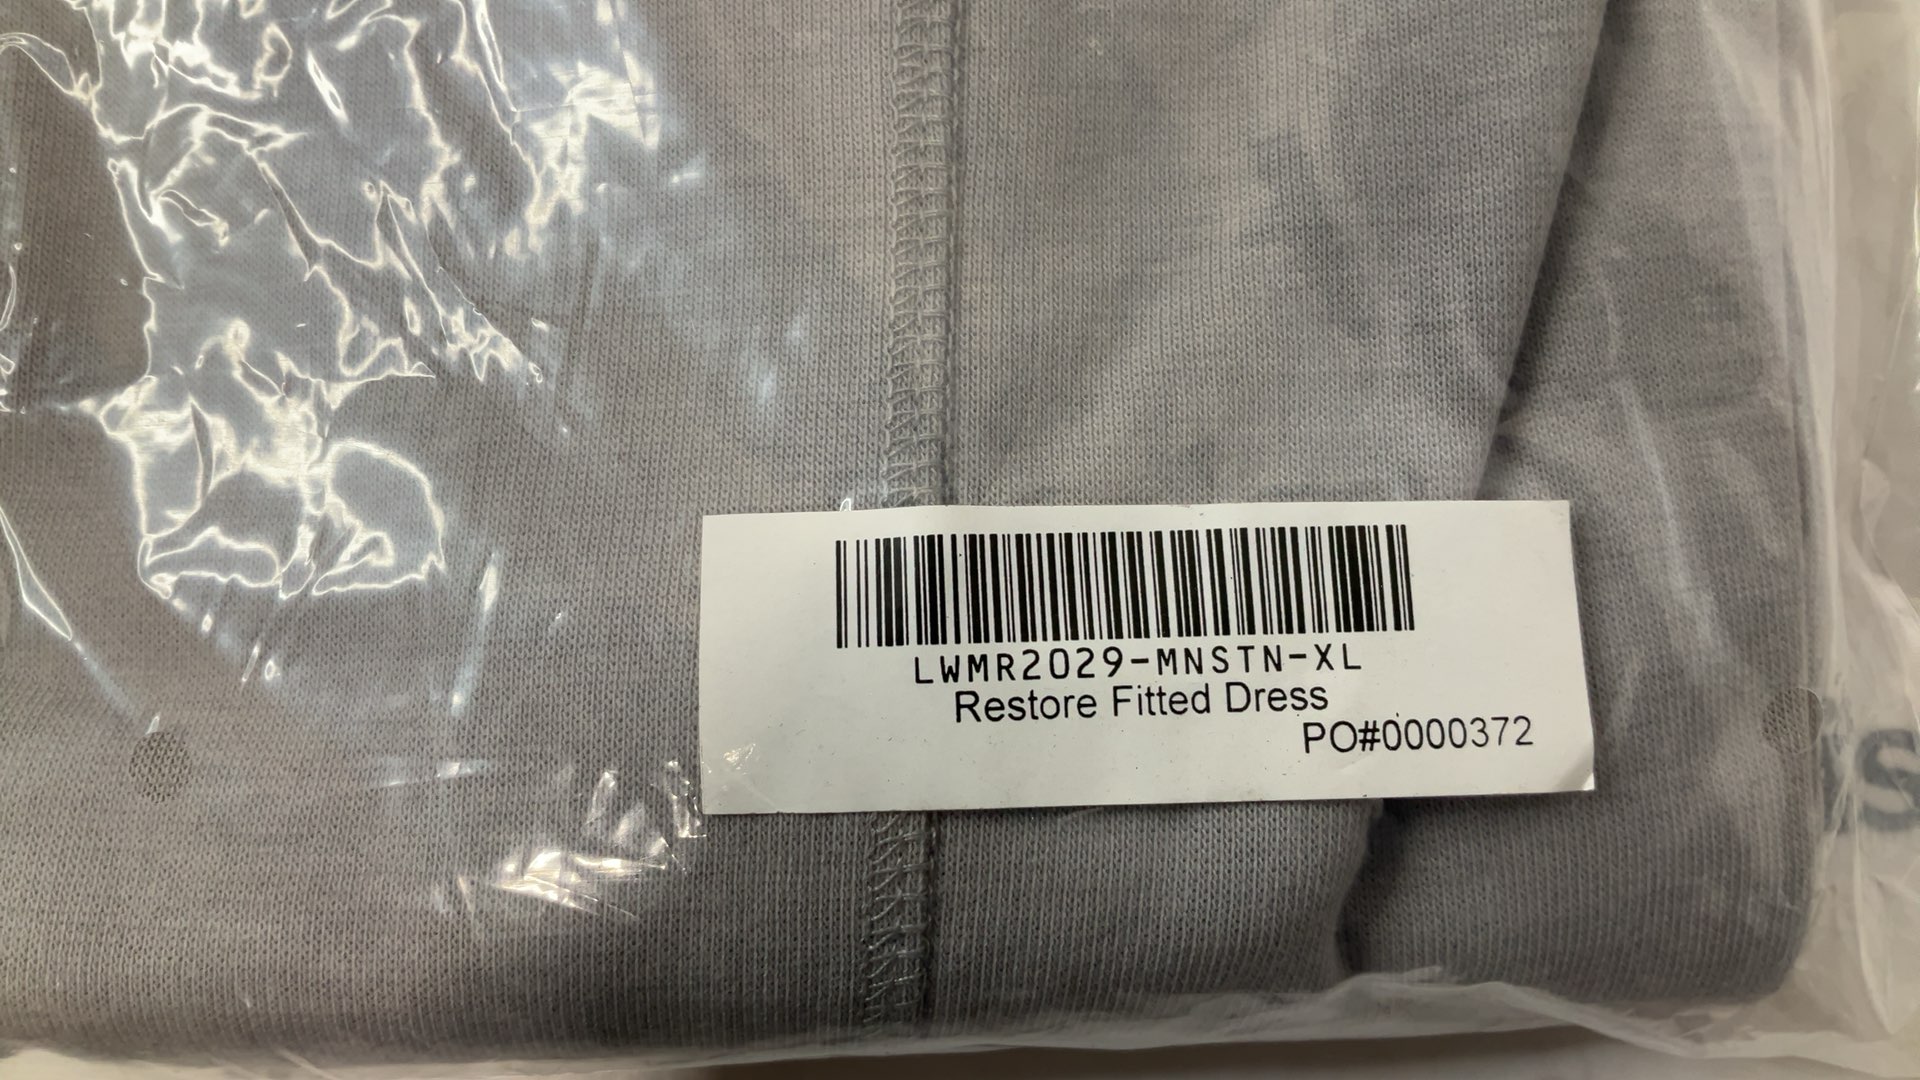 LWMR2029-MNSTN-XL
Restore Fitted Dress
PO#0000372